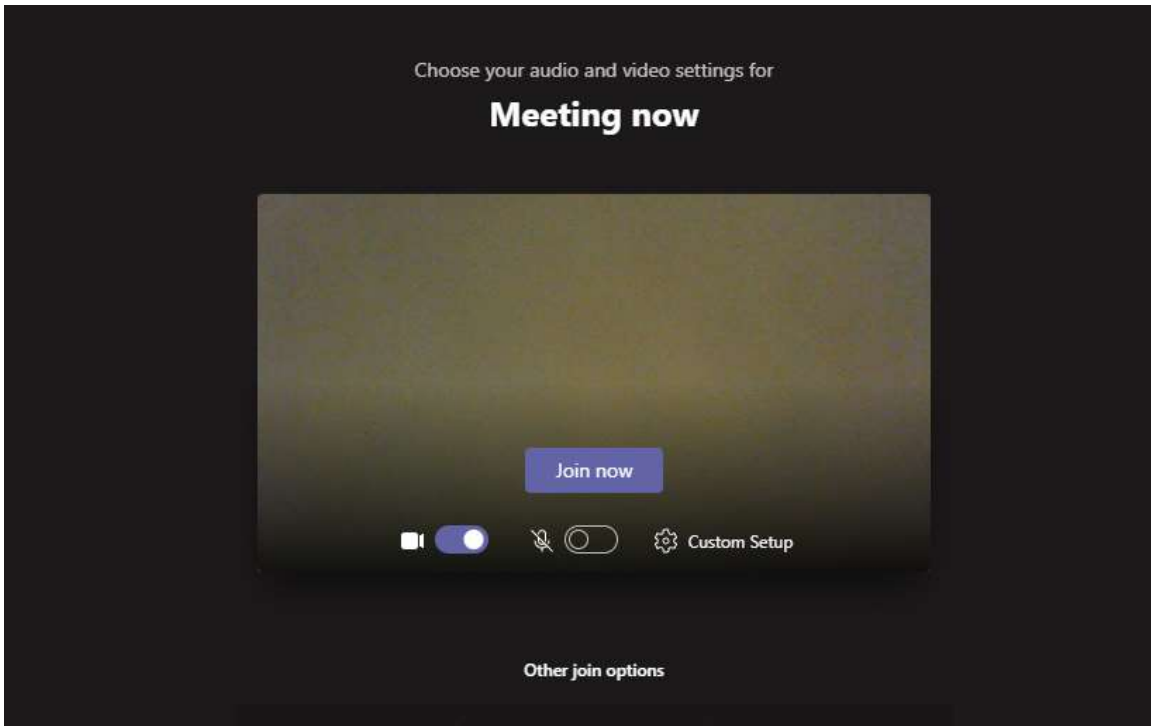 Choose your audio and video settings for
Meeting now
Join now
Custom Setup
Other join options